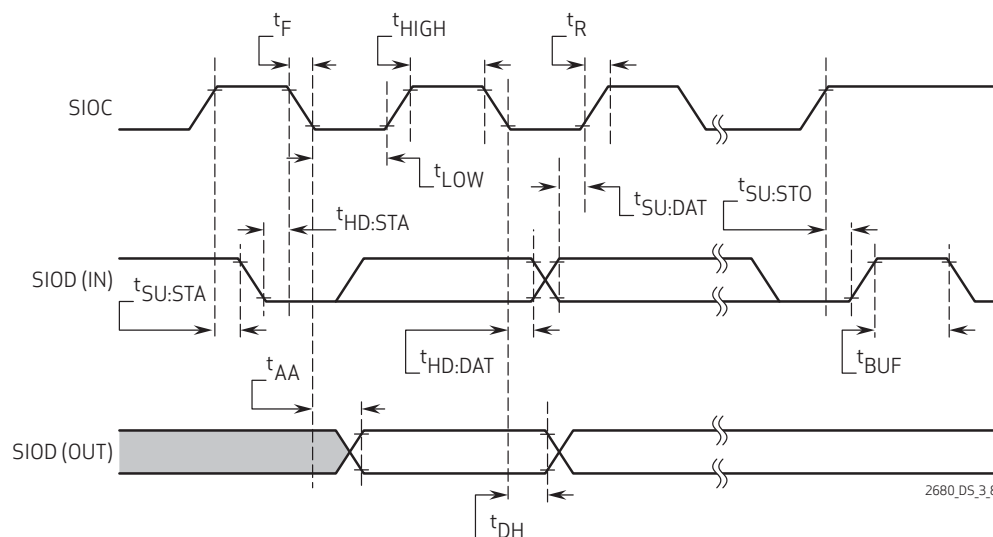 tF
tHIGH
tR
SIOC
tLOW
tSU:DAT
tSU:STO
tHD:STA
SIOD (IN)
tSU:STA
tHD:DAT
tBUF
tAA
SIOD (OUT)
2680_DS_3_8
tDH